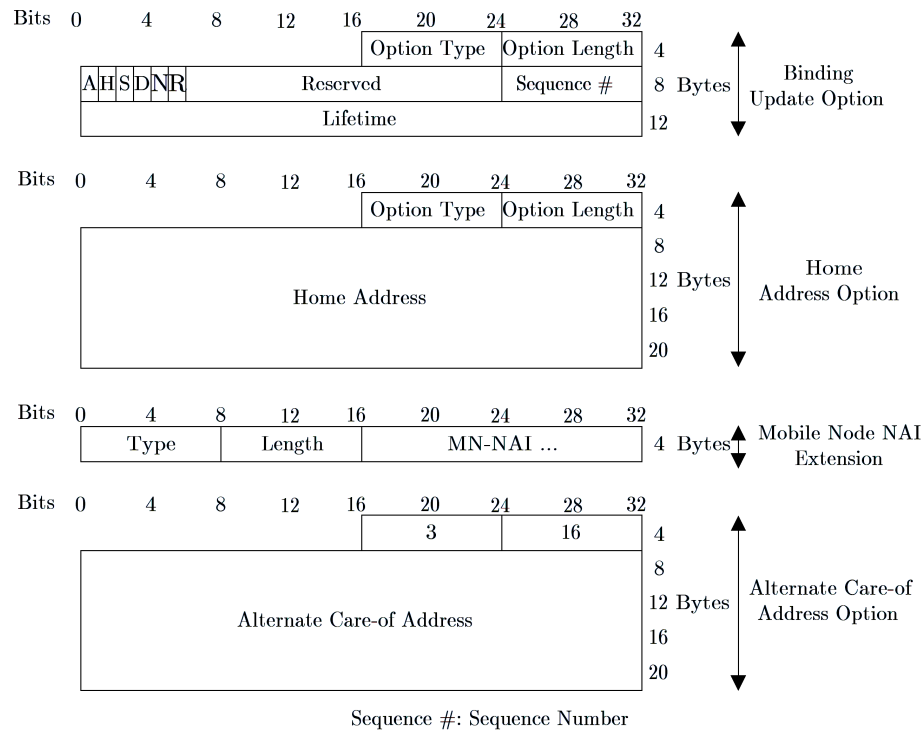 Bits 0 4 8 12 16 20 24 28 32
Option Type Option Length 4
A H S D N R Reserved Sequence # 8 Bytes
Lifetime 12
Binding
Update Option
Bits 0 4 8 12 16 20 24 28 32
Option Type Option Length 4
8
Home Address 12 Bytes
16
20
Home
Address Option
Bits 0 4 8 12 16 20 24 28 32
Type Length MN-NAI ... 4 Bytes
Mobile Node NAI
Extension
Bits 0 4 8 12 16 20 24 28 32
3 16 4
8
Alternate Care-of Address 12 Bytes
16
20
Alternate Care-of
Address Option
Sequence #: Sequence Number